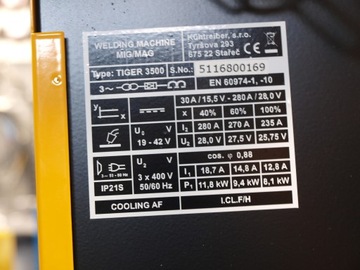 WELDING MACHINE
MIG/MAG
Kühtreiber, s.r.o.
Tyršova 293
675 22 Stařeč
Type: TIGER 3500
S.No.: 5116800169
3~
EN 60974-1, -10
30 A / 15,5 V - 280 A / 28,0 V
y x
X 40% 60% 100%
U₀ V
19 - 42 V
I₂ 280 A 270 A 235 A
U₂ 28,0 V 27,5 V 25,75 V
U₁ V
3 x 400 V
50/60 Hz
cos. φ 0,88
I₁ 18,7 A 14,8 A 12,8 A
P₁ 11,8 kW 9,4 kW 8,1 kW
IP21S
COOLING AF
I.CL.F/H